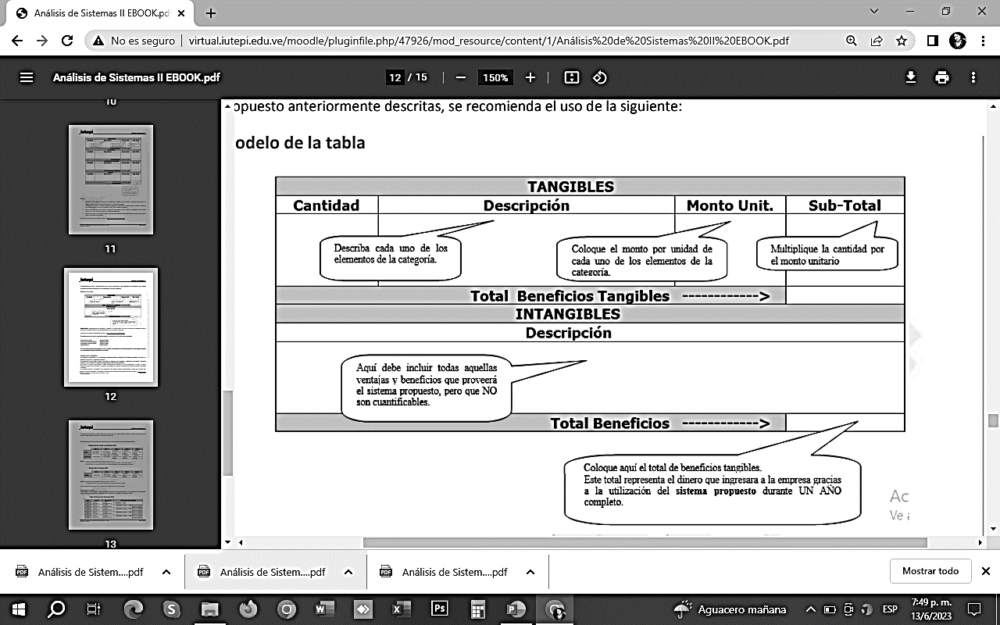 Análisis de Sistemas II EBOOK.pd
No es seguro
virtual.iutepi.edu.ve/moodle/pluginfile.php/47926/mod_resource/content/1/Análisis%20de%20Sistemas%20II%20EBOOK.pdf
Análisis de Sistemas II EBOOK.pdf
12 / 15
150%
10
11
12
13
opuesto anteriormente descritas, se recomienda el uso de la siguiente:
odelo de la tabla
TANGIBLES
Cantidad Descripción Monto Unit. Sub-Total
Describa cada uno de los
elementos de la categoría.
Coloque el monto por unidad de
cada uno de los elementos de la
categoría.
Multiplique la cantidad por
el monto unitario
Total Beneficios Tangibles ------------>
INTANGIBLES
Descripción
Aquí debe incluir todas aquellas
ventajas y beneficios que proveerá
el sistema propuesto, pero que NO
son cuantificables.
Total Beneficios ------------>
Coloque aquí el total de beneficios tangibles.
Este total representa el dinero que ingresara a la empresa gracias
a la utilización del sistema propuesto durante UN AÑO
completo.
Ac
Ve a
Análisis de Sistem....pdf
Análisis de Sistem....pdf
Análisis de Sistem....pdf
Mostrar todo
Aguacero mañana
ESP
7:49 p. m.
13/6/2023